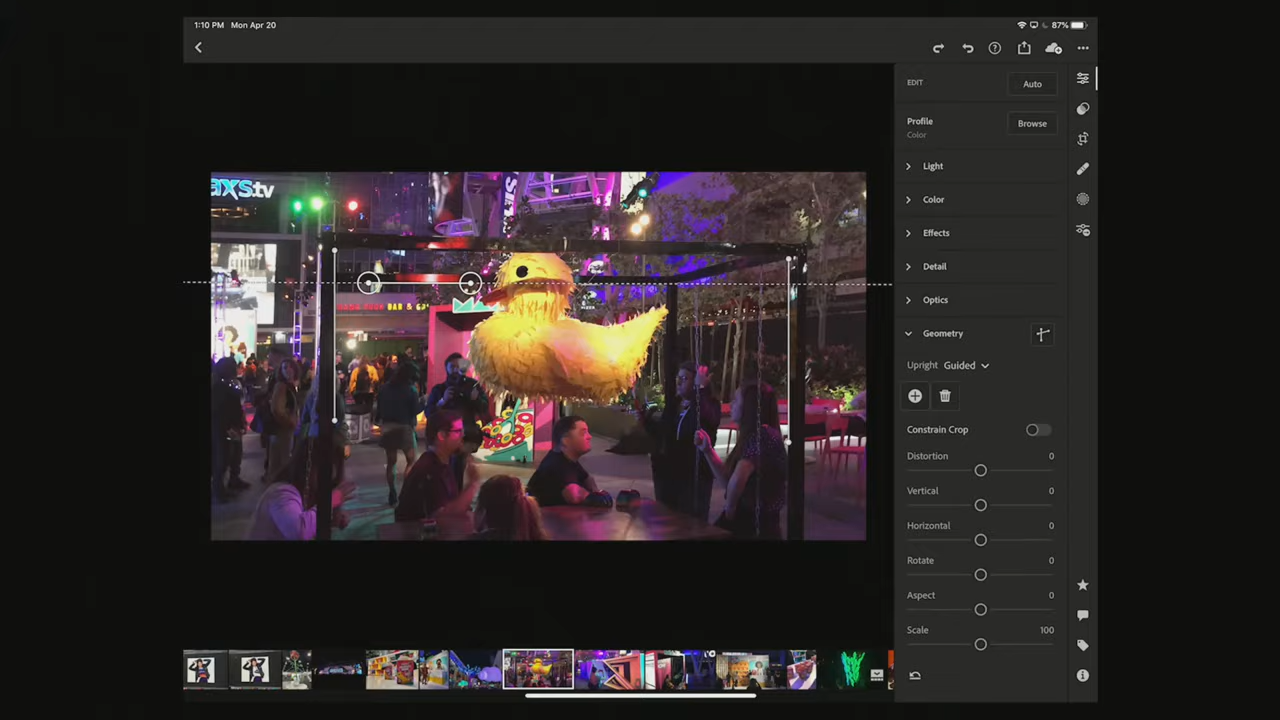 1:10 PM Mon Apr 20
87%
EDIT
Auto
Profile
Color
Browse
Light
Color
Effects
Detail
Optics
Geometry
Upright Guided
Constrain Crop
Distortion 0
Vertical 0
Horizontal 0
Rotate 0
Aspect 0
Scale 100
axs.tv